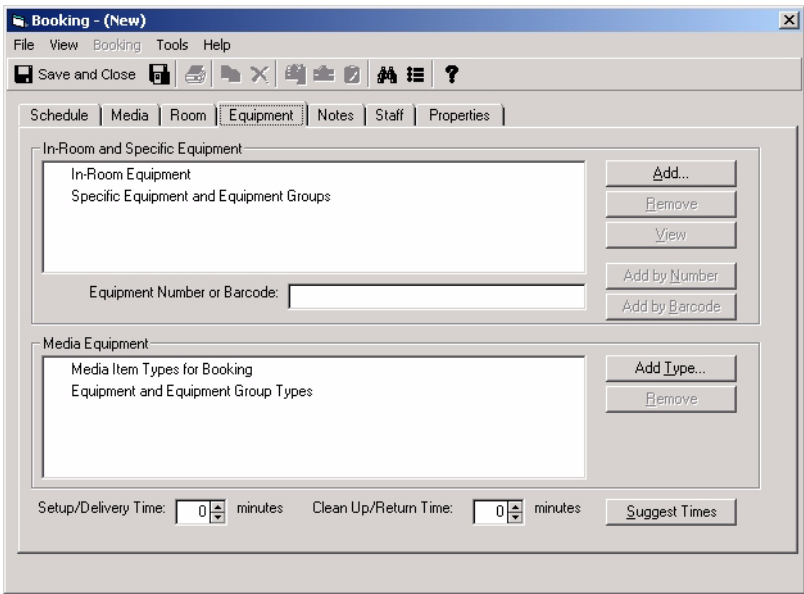 Booking - (New)
File View Booking Tools Help
Save and Close
Schedule Media Room Equipment Notes Staff Properties
In-Room and Specific Equipment
In-Room Equipment
Specific Equipment and Equipment Groups
Add...
Remove
View
Equipment Number or Barcode:
Add by Number
Add by Barcode
Media Equipment
Media Item Types for Booking
Equipment and Equipment Group Types
Add Type...
Remove
Setup/Delivery Time: 0 minutes Clean Up/Return Time: 0 minutes Suggest Times